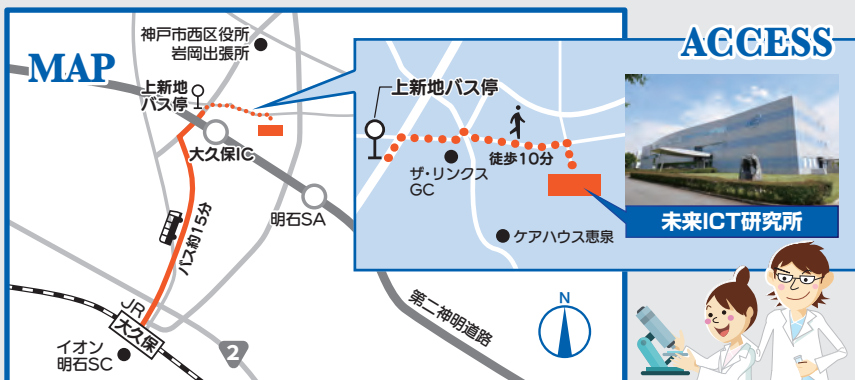 MAP
神戸市西区役所
岩岡出張所
上新地
バス停
大久保IC
明石SA
バス約15分
JR
大久保
イオン
明石SC
2
第二神明道路
N
ACCESS
上新地バス停
徒歩10分
ザ・リンクス
GC
ケアハウス恵泉
未来ICT研究所